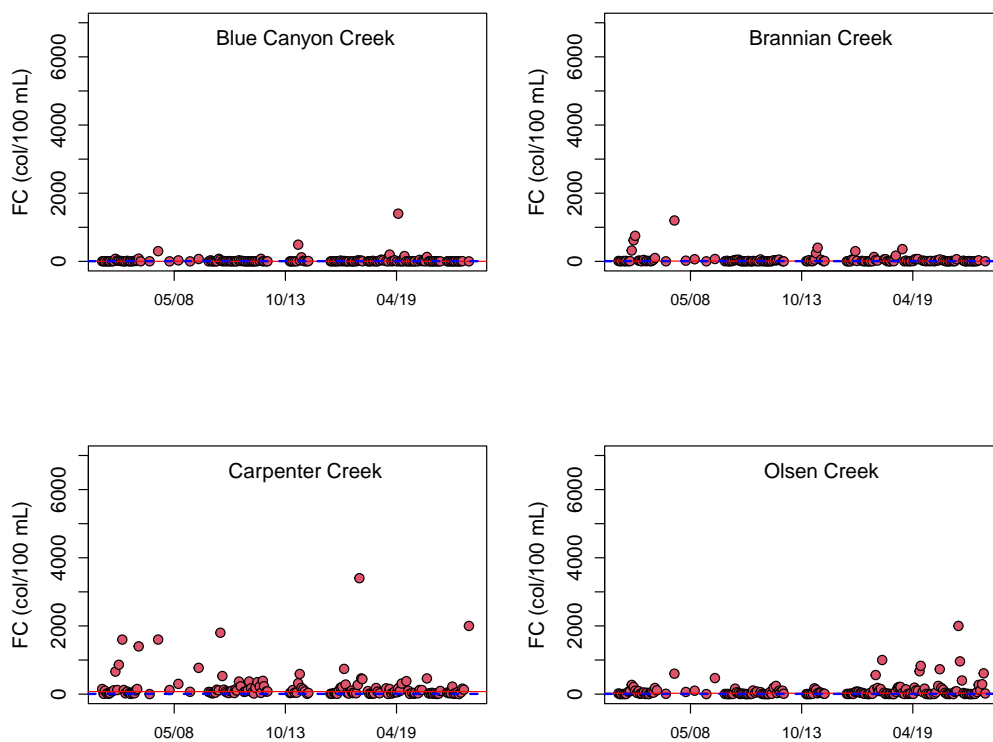 Blue Canyon Creek
FC (col/100 mL)
6000
4000
2000
0
05/08 10/13 04/19
Brannian Creek
FC (col/100 mL)
6000
4000
2000
0
05/08 10/13 04/19
Carpenter Creek
FC (col/100 mL)
6000
4000
2000
0
05/08 10/13 04/19
Olsen Creek
FC (col/100 mL)
6000
4000
2000
0
05/08 10/13 04/19